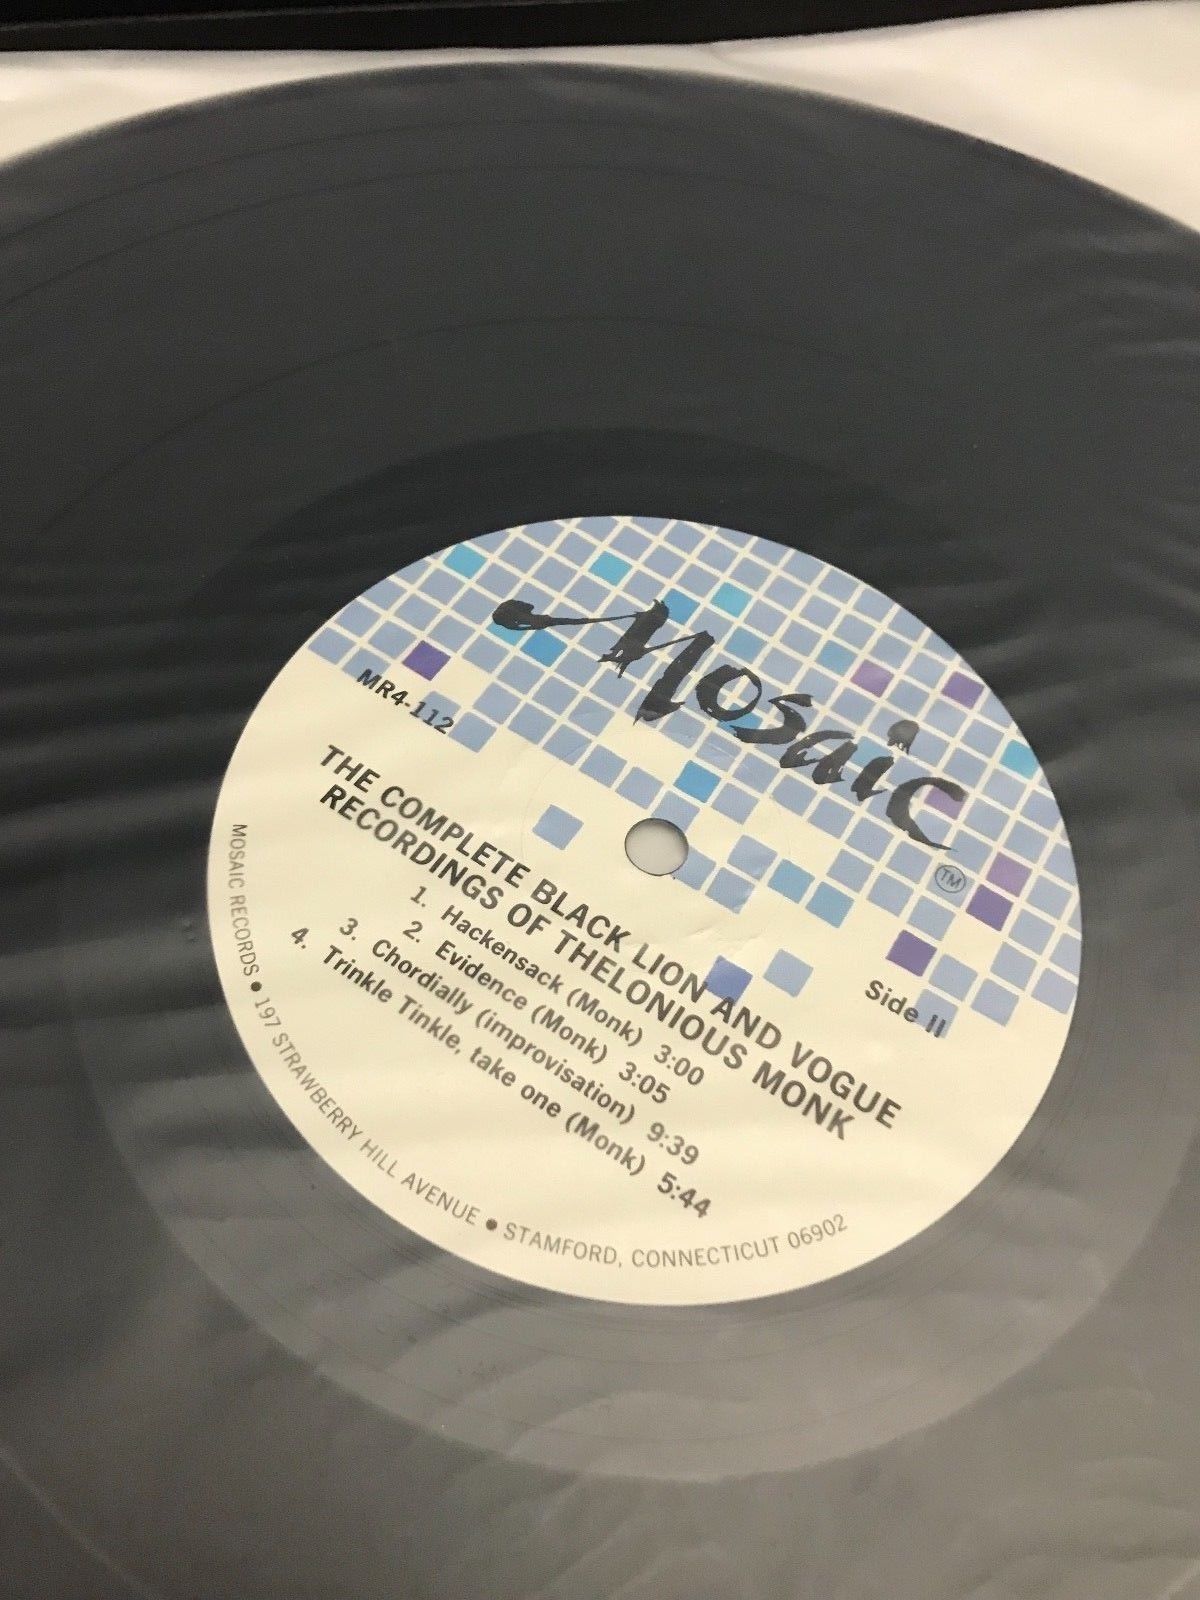 Mosaic
TM
MR4-112
Side II
THE COMPLETE BLACK LION AND VOGUE
RECORDINGS OF THELONIOUS MONK
1. Hackensack (Monk) 3:00
2. Evidence (Monk) 3:05
3. Chordially (improvisation) 9:39
4. Trinkle Tinkle, take one (Monk) 5:44
MOSAIC RECORDS ● 197 STRAWBERRY HILL AVENUE ● STAMFORD, CONNECTICUT 06902